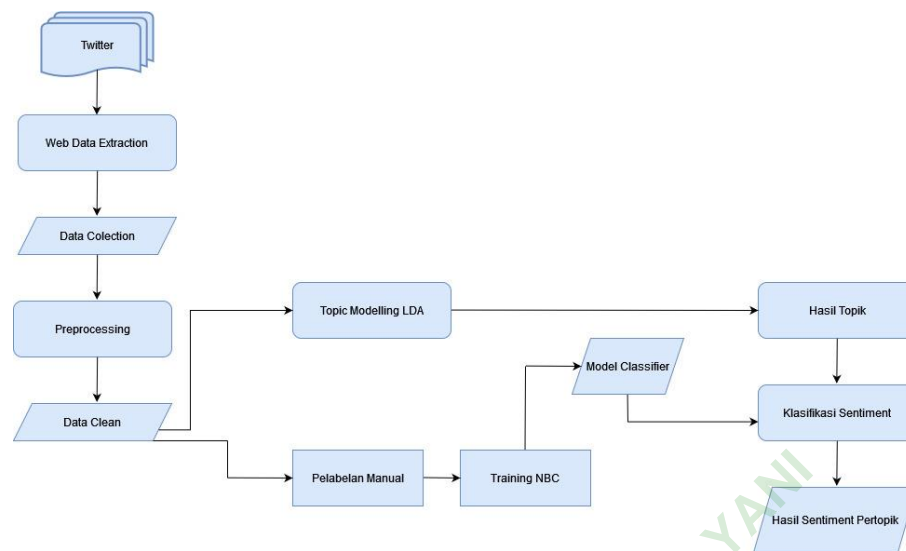 Twitter
Web Data Extraction
Data Colection
Preprocessing
Topic Modelling LDA
Hasil Topik
Model Classifier
Data Clean
Klasifikasi Sentiment
Pelabelan Manual
Training NBC
Hasil Sentiment Pertopik
YANI